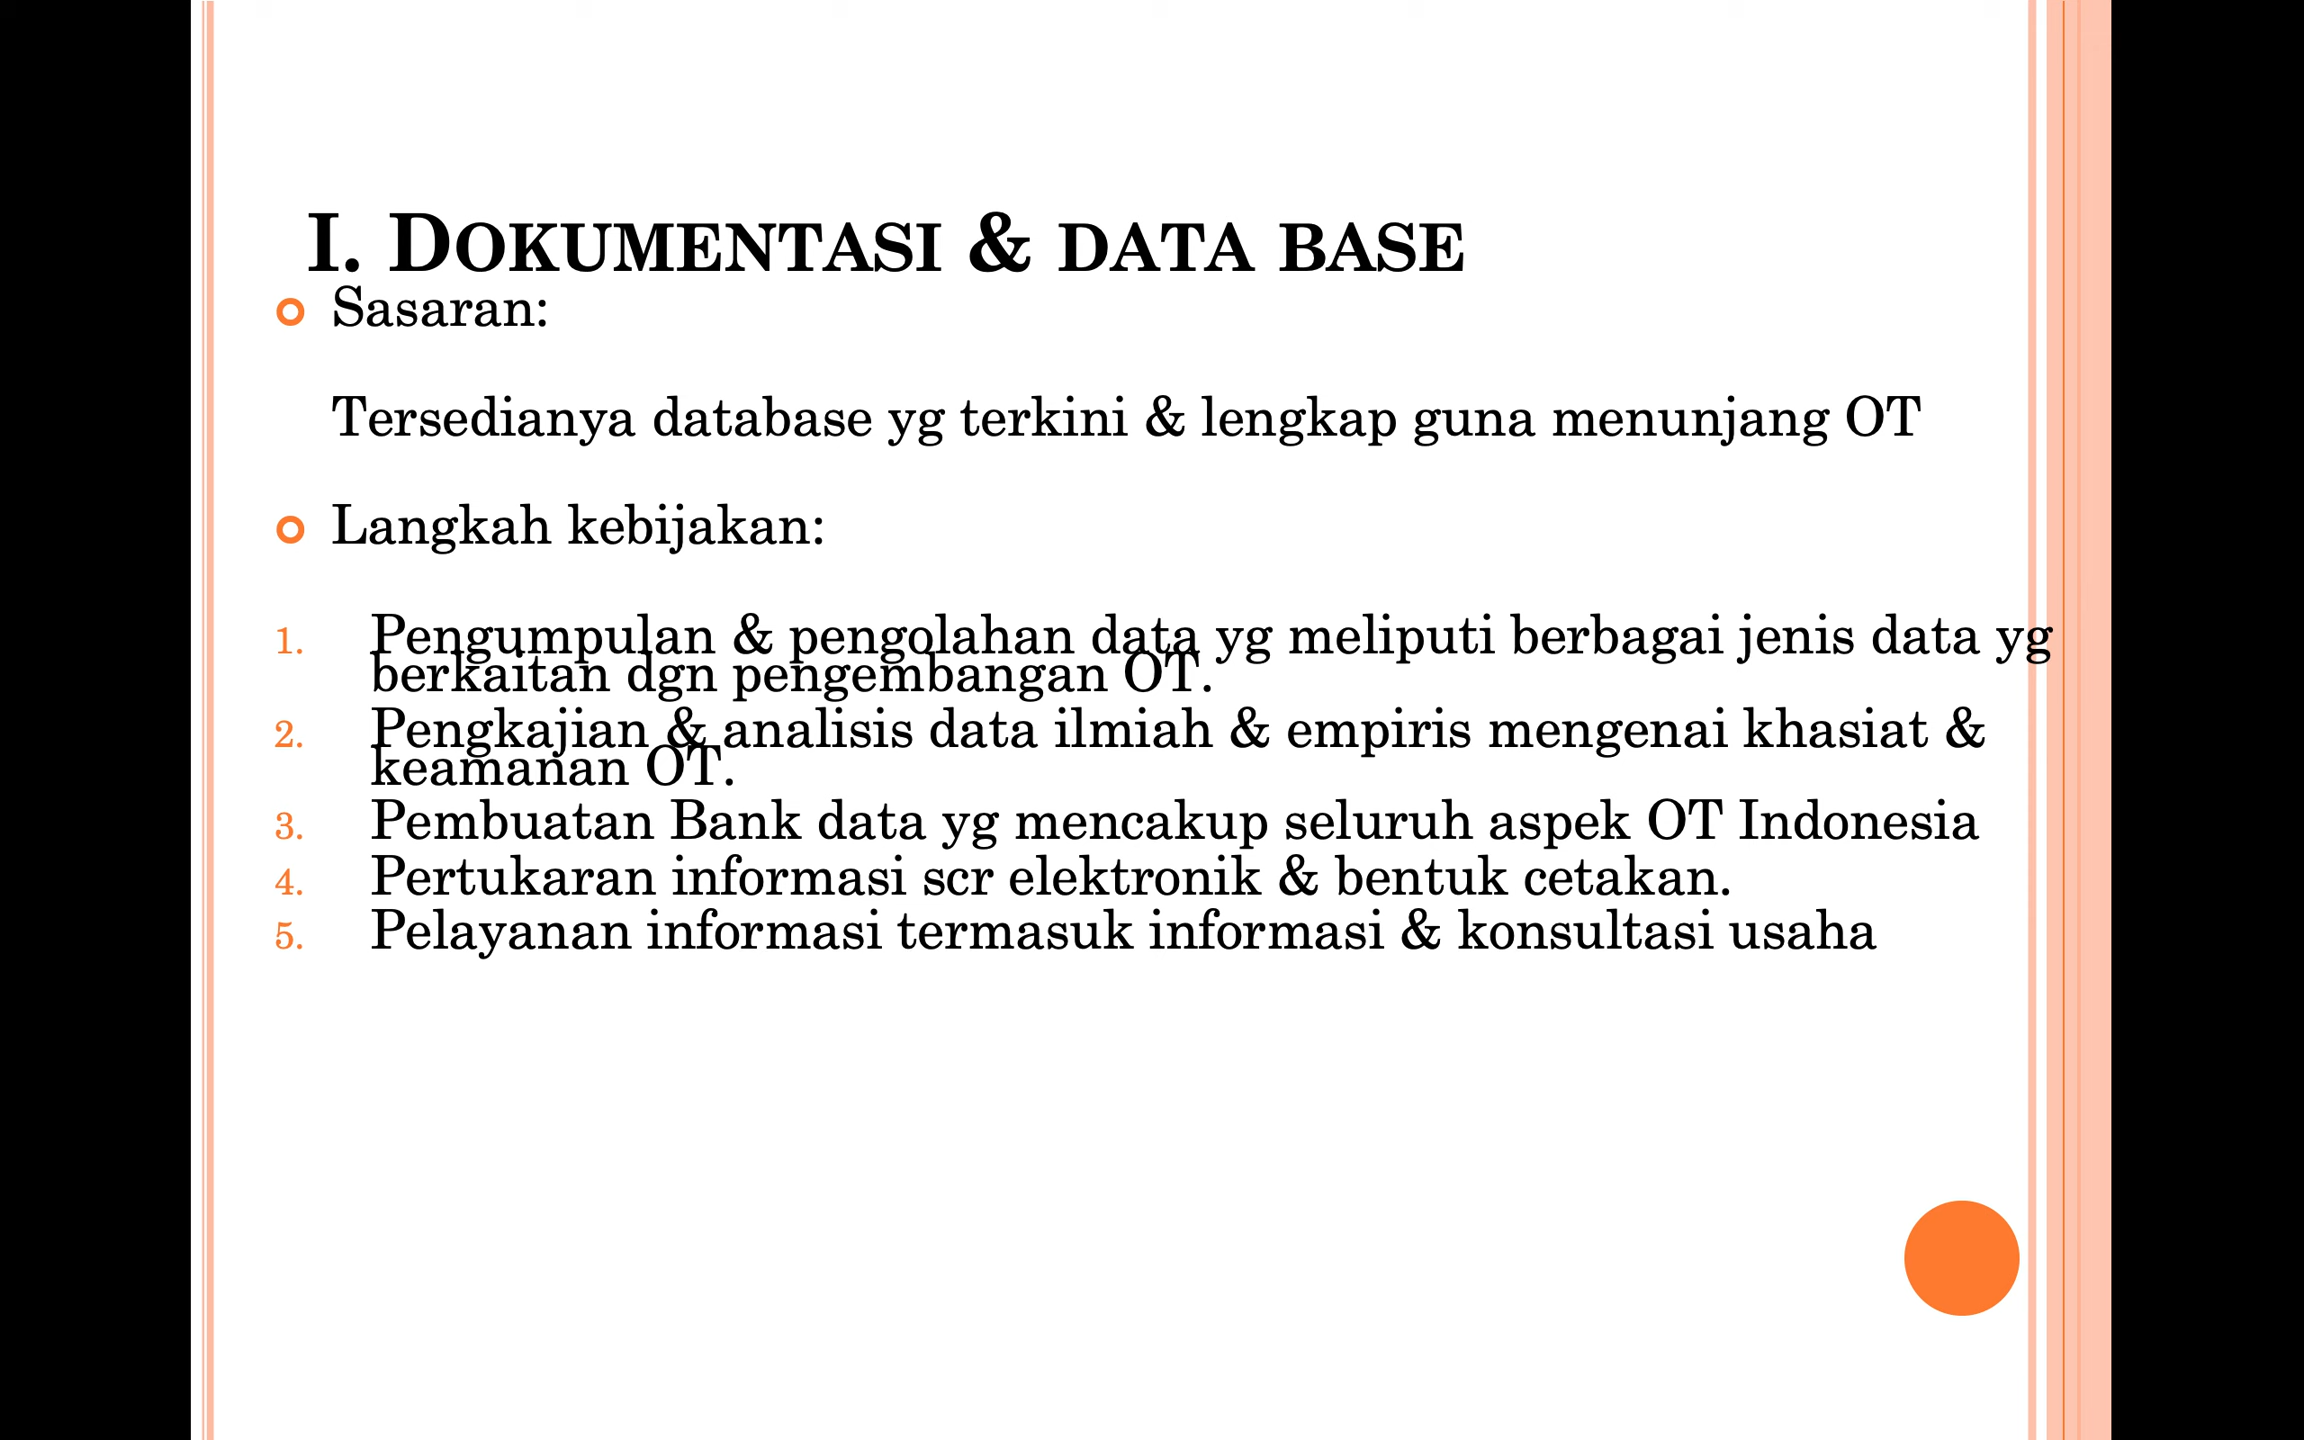 I. DOKUMENTASI & DATA BASE
Sasaran:
Tersedianya database yg terkini & lengkap guna menunjang OT
Langkah kebijakan:
1. Pengumpulan & pengolahan data yg meliputi berbagai jenis data yg
berkaitan dgn pengembangan OT.
2. Pengkajian & analisis data ilmiah & empiris mengenai khasiat &
keamanan OT.
3. Pembuatan Bank data yg mencakup seluruh aspek OT Indonesia
4. Pertukaran informasi scr elektronik & bentuk cetakan.
5. Pelayanan informasi termasuk informasi & konsultasi usaha